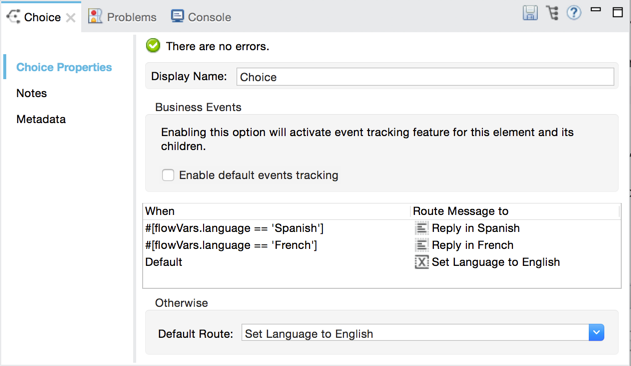 Choice Problems Console
There are no errors.
Choice Properties
Notes
Metadata
Display Name: Choice
Business Events
Enabling this option will activate event tracking feature for this element and its
children.
Enable default events tracking
When Route Message to
#[flowVars.language == 'Spanish'] Reply in Spanish
#[flowVars.language == 'French'] Reply in French
Default Set Language to English
Otherwise
Default Route: Set Language to English